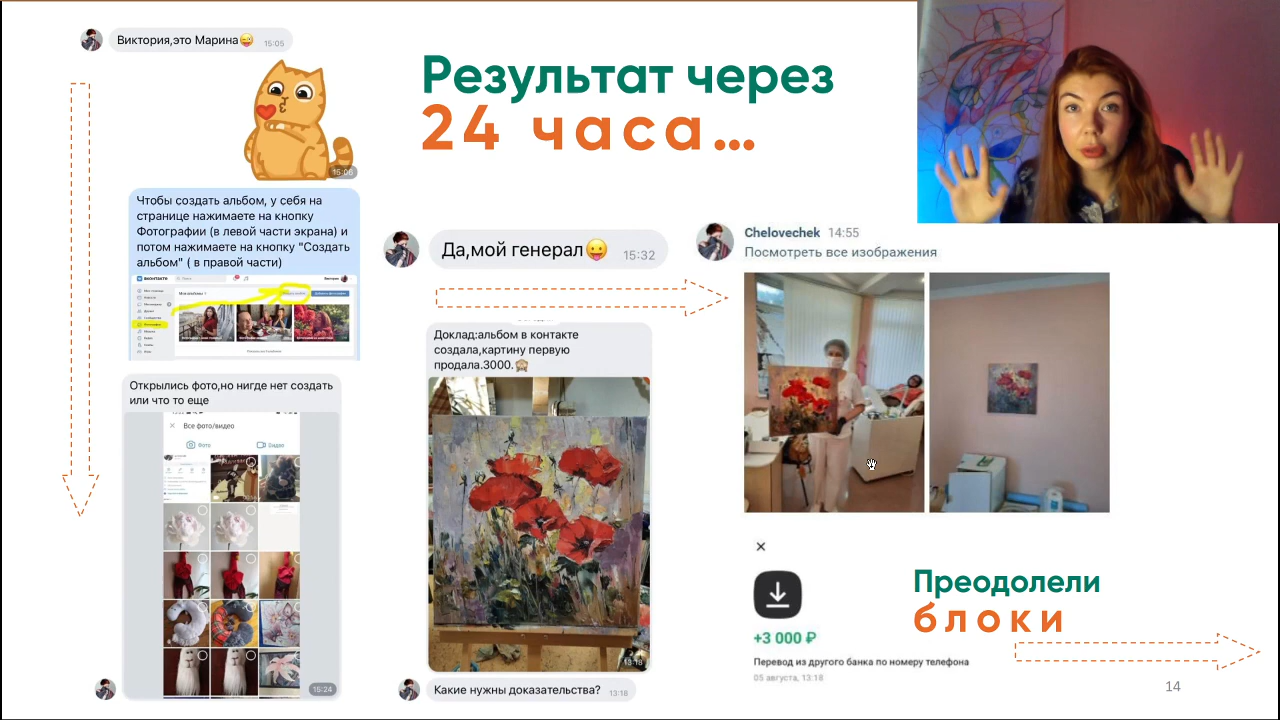 Виктория,это Марина😜 15:05
Результат через
24 часа...
15:06
Чтобы создать альбом, у себя на
странице нажимаете на кнопку
Фотографии (в левой части экрана) и
потом нажимаете на кнопку "Создать
альбом" ( в правой части)
ВКОНТАКТЕ
Открылись фото,но нигде нет создать
или что то еще
Все фото/видео
Фото
Видео
15:24
Да,мой генерал😛 15:32
Доклад:альбом в контакте
создала,картину первую
продала.3000.🙈
13:18
Какие нужны доказательства? 13:18
Chelovechek 14:55
Посмотреть все изображения
+3 000 ₽
Перевод из другого банка по номеру телефона
05 августа, 13:18
Преодолели
блоки
14